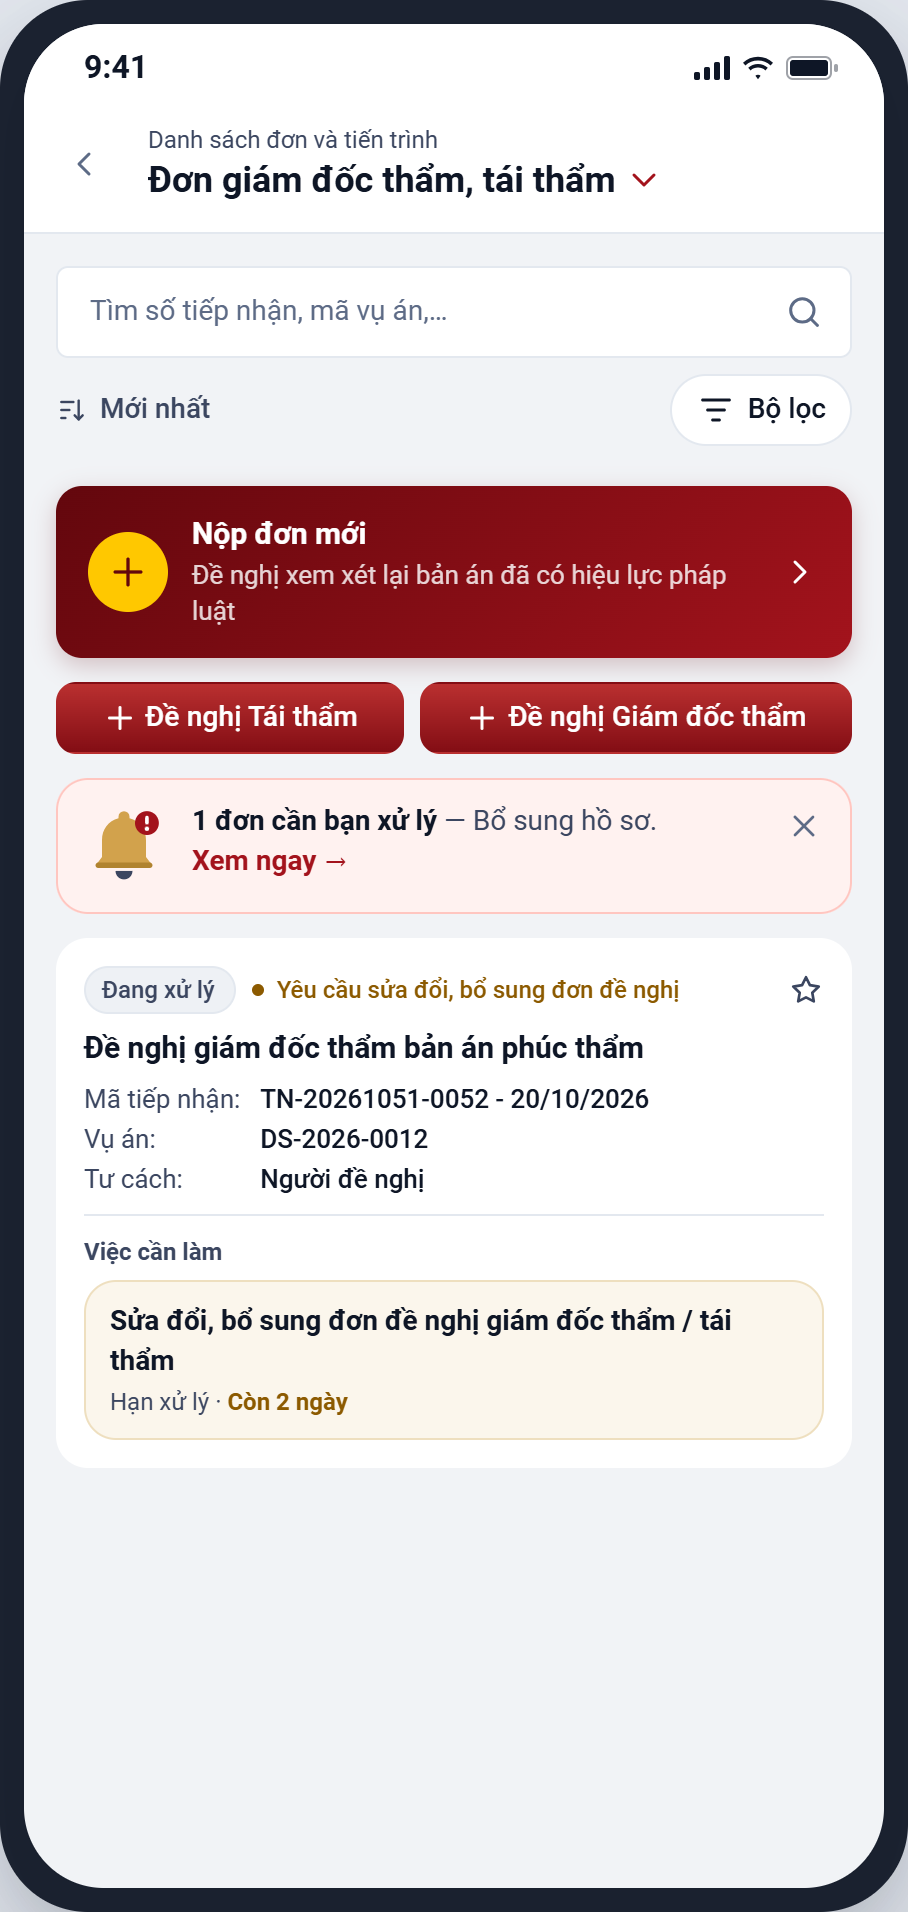 9:41
Danh sách đơn và tiến trình
Đơn giám đốc thẩm, tái thẩm
Tìm số tiếp nhận, mã vụ án,...
Mới nhất
Bộ lọc
Nộp đơn mới
Đề nghị xem xét lại bản án đã có hiệu lực pháp
luật
Đề nghị Tái thẩm
Đề nghị Giám đốc thẩm
1 đơn cần bạn xử lý — Bổ sung hồ sơ.
Xem ngay →
Đang xử lý
Yêu cầu sửa đổi, bổ sung đơn đề nghị
Đề nghị giám đốc thẩm bản án phúc thẩm
Mã tiếp nhận: TN-20261051-0052 - 20/10/2026
Vụ án: DS-2026-0012
Tư cách: Người đề nghị
Việc cần làm
Sửa đổi, bổ sung đơn đề nghị giám đốc thẩm / tái
thẩm
Hạn xử lý · Còn 2 ngày